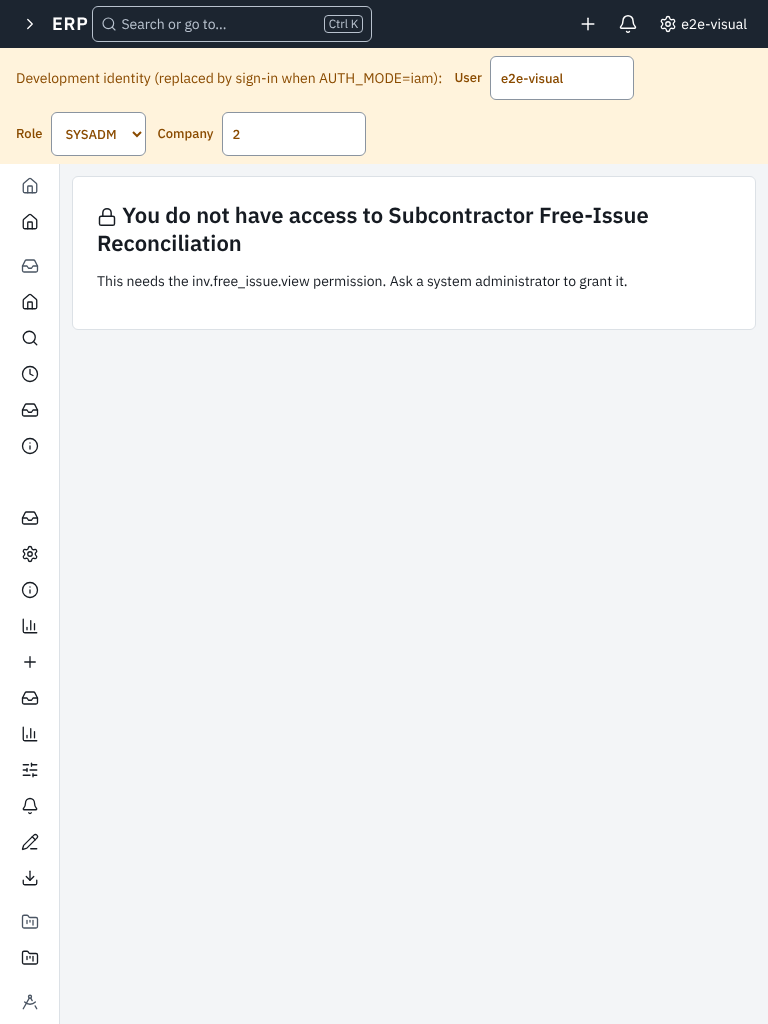 ERP Search or go to... Ctrl K e2e-visual
Development identity (replaced by sign-in when AUTH_MODE=iam): User e2e-visual
Role SYSADM Company 2
You do not have access to Subcontractor Free-Issue
Reconciliation
This needs the inv.free_issue.view permission. Ask a system administrator to grant it.